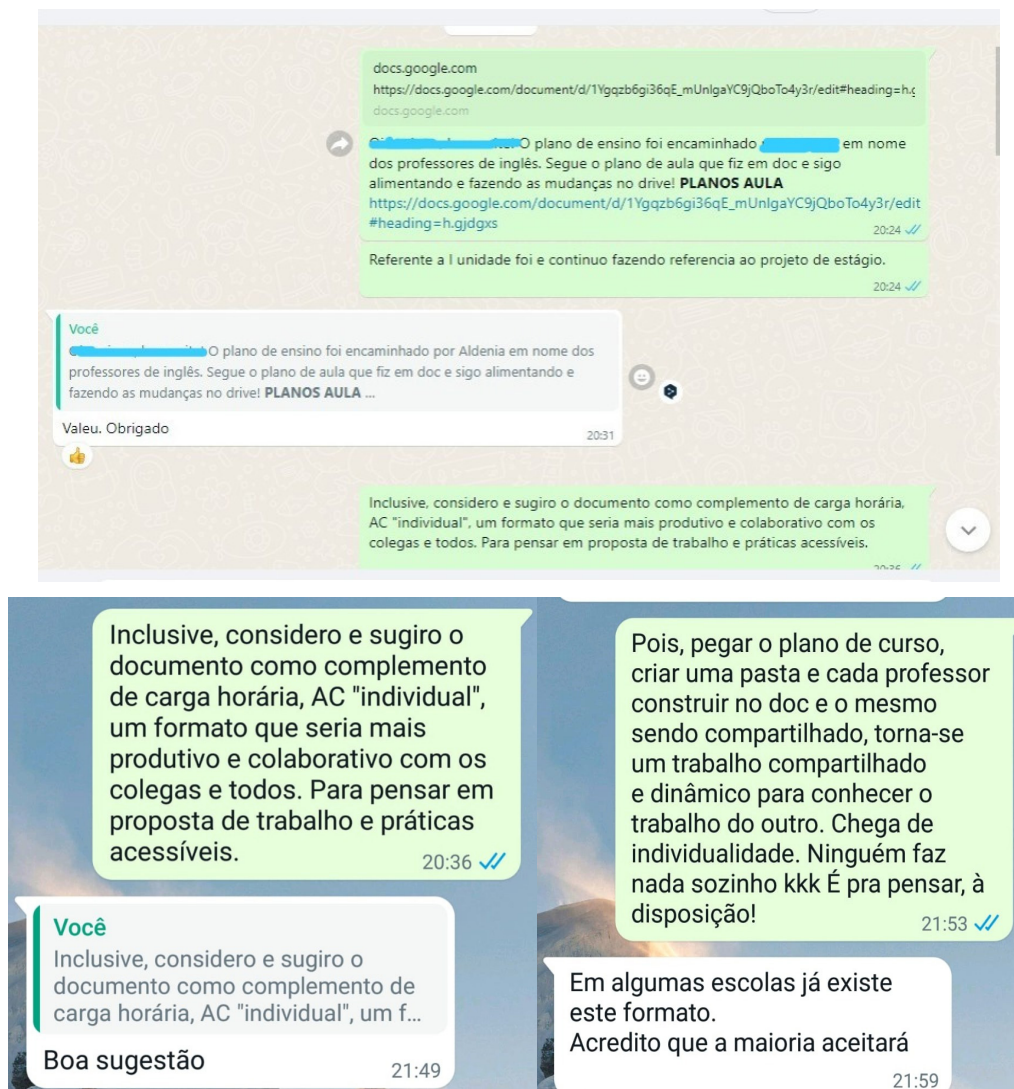 docs.google.com
https://docs.google.com/document/d/1Ygqzb6gi36qE_mUnIgaYC9jQboTo4y3r/edit#heading=h.g
docs.google.com
O plano de ensino foi encaminhado em nome
dos professores de inglês. Segue o plano de aula que fiz em doc e sigo
alimentando e fazendo as mudanças no drive! PLANOS AULA
https://docs.google.com/document/d/1Ygqzb6gi36qE_mUnIgaYC9jQboTo4y3r/edit
#heading=h.gjdgxs
20:24
Referente a I unidade foi e continuo fazendo referencia ao projeto de estágio.
20:24
Você
O plano de ensino foi encaminhado por Aldenia em nome dos
professores de inglês. Segue o plano de aula que fiz em doc e sigo alimentando e
fazendo as mudanças no drive! PLANOS AULA ...
Valeu. Obrigado
20:31
Inclusive, considero e sugiro o documento como complemento de carga horária,
AC "individual", um formato que seria mais produtivo e colaborativo com os
colegas e todos. Para pensar em proposta de trabalho e práticas acessíveis.
20:36
Inclusive, considero e sugiro o
documento como complemento
de carga horária, AC "individual",
um formato que seria mais
produtivo e colaborativo com os
colegas e todos. Para pensar em
proposta de trabalho e práticas
acessíveis.
20:36
Você
Inclusive, considero e sugiro o
documento como complemento de
carga horária, AC "individual", um f...
Boa sugestão
21:49
Pois, pegar o plano de curso,
criar uma pasta e cada professor
construir no doc e o mesmo
sendo compartilhado, torna-se
um trabalho compartilhado
e dinâmico para conhecer o
trabalho do outro. Chega de
individualidade. Ninguém faz
nada sozinho kkk É pra pensar, à
disposição!
21:53
Em algumas escolas já existe
este formato.
Acredito que a maioria aceitará
21:59